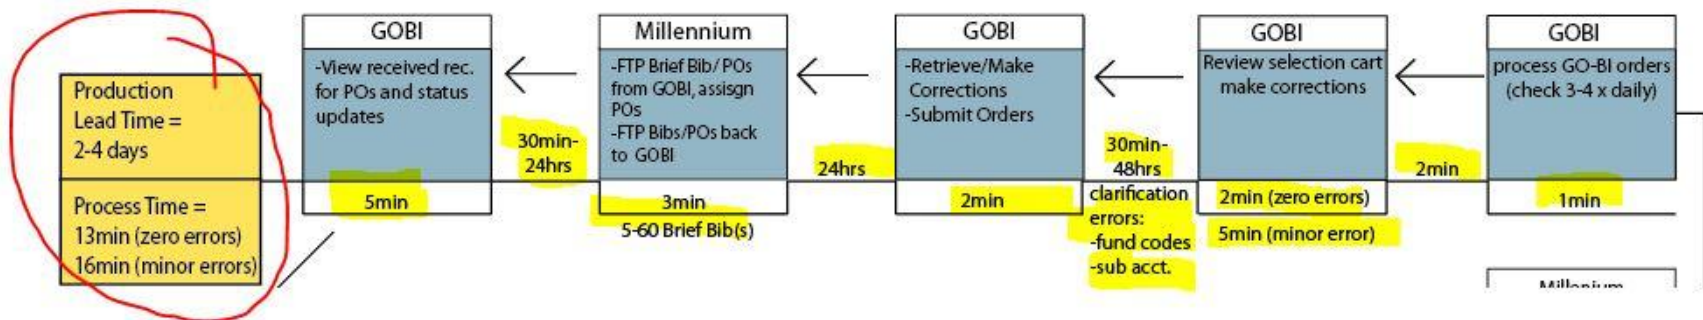 Production
Lead Time =
2-4 days
Process Time =
13min (zero errors)
16min (minor errors)
GOBI
-View received rec.
for POs and status
updates
5min
30min-
24hrs
Millennium
-FTP Brief Bib/ POs
from GOBI, assisgn
POs
-FTP Bibs/POs back
to GOBI
3min
5-60 Brief Bib(s)
24hrs
GOBI
-Retrieve/Make
Corrections
-Submit Orders
2min
30min-
48hrs
clarification
errors:
-fund codes
-sub acct.
GOBI
Review selection cart
make corrections
2min (zero errors)
5min (minor error)
2min
GOBI
process GO-BI orders
(check 3-4 x daily)
1min